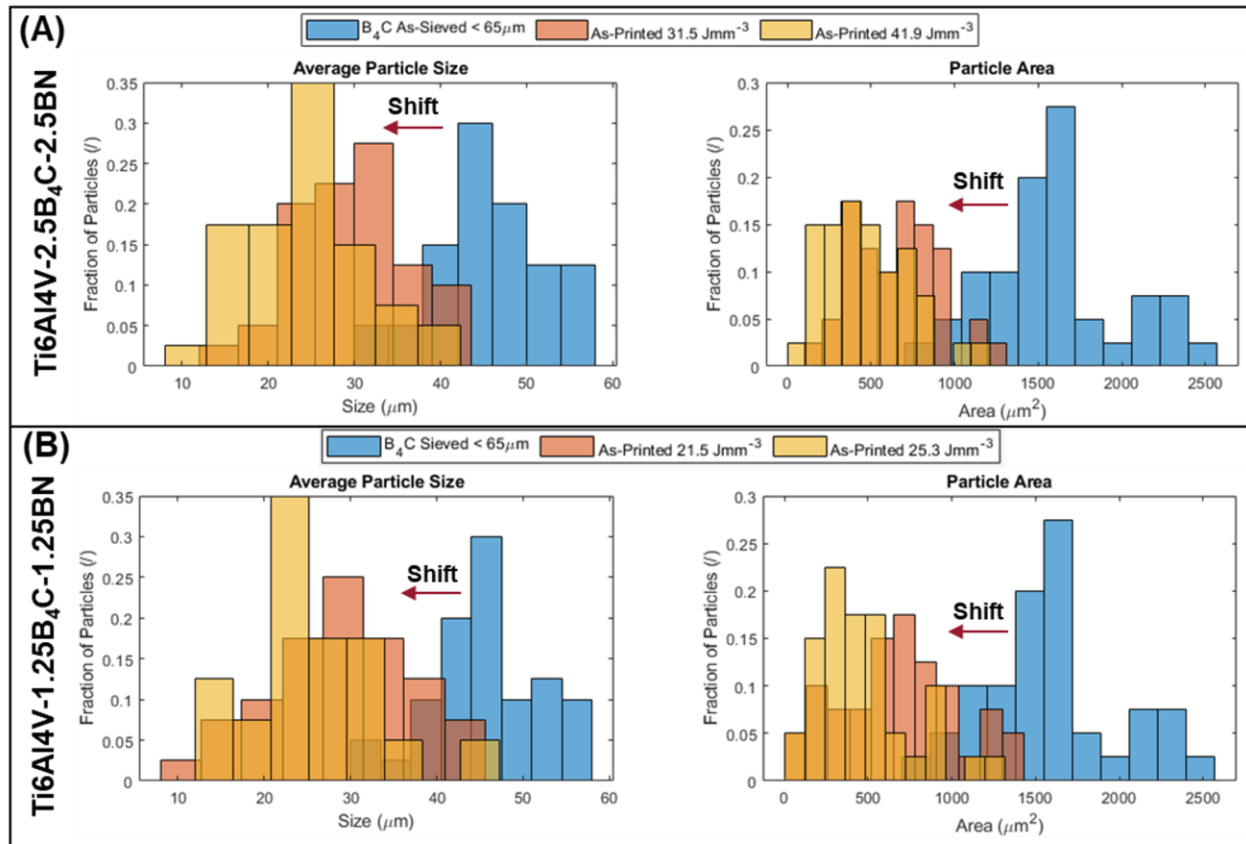 (A)
B₄C As-Sieved < 65μm As-Printed 31.5 Jmm⁻³ As-Printed 41.9 Jmm⁻³
Ti6Al4V-2.5B₄C-2.5BN
Average Particle Size
Fraction of Particles (/)
0.35
0.3
0.25
0.2
0.15
0.1
0.05
0
Shift
10 20 30 40 50 60
Size (μm)
Particle Area
Fraction of Particles (/)
0.3
0.25
0.2
0.15
0.1
0.05
0
Shift
0 500 1000 1500 2000 2500
Area (μm²)
(B)
B₄C Sieved < 65μm As-Printed 21.5 Jmm⁻³ As-Printed 25.3 Jmm⁻³
Ti6Al4V-1.25B₄C-1.25BN
Average Particle Size
Fraction of Particles (/)
0.35
0.3
0.25
0.2
0.15
0.1
0.05
0
Shift
10 20 30 40 50 60
Size (μm)
Particle Area
Fraction of Particles (/)
0.3
0.25
0.2
0.15
0.1
0.05
0
Shift
0 500 1000 1500 2000 2500
Area (μm²)